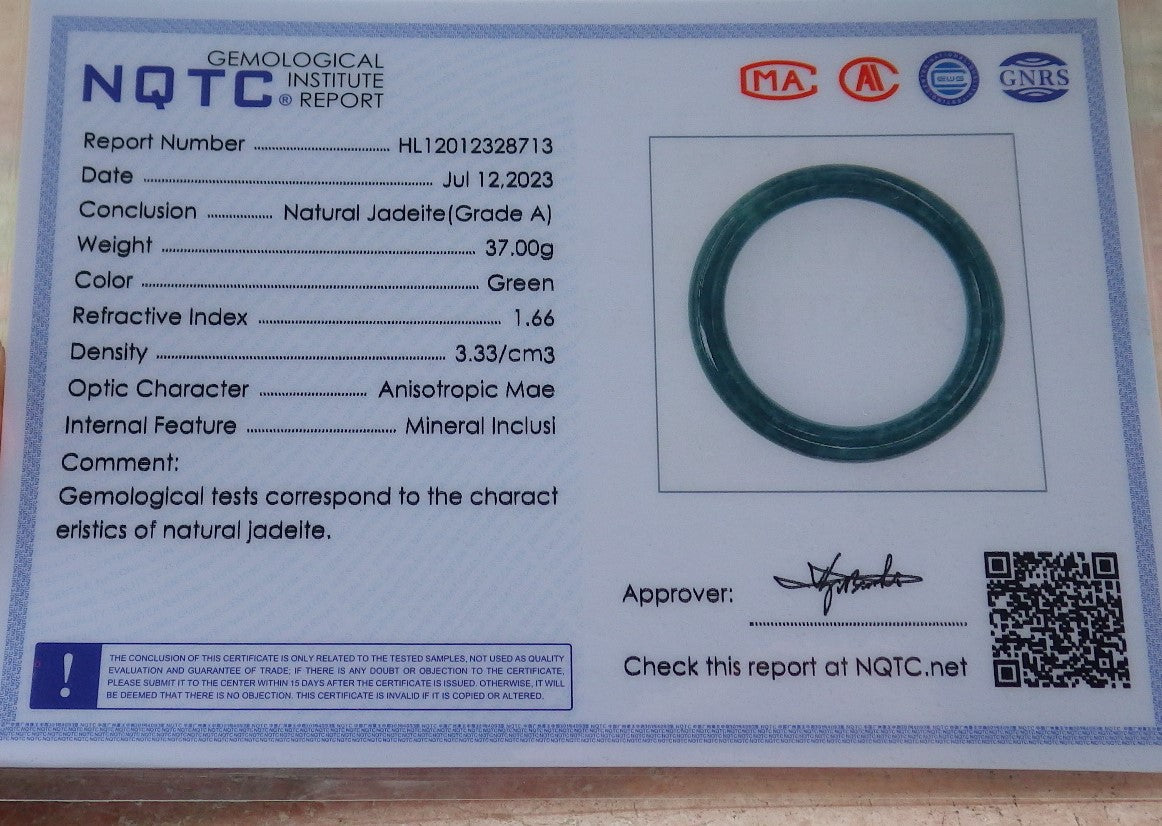 NQTC® GEMOLOGICAL INSTITUTE REPORT
MA
AL
CWG
GNRS
Report Number HL12012328713
Date Jul 12,2023
Conclusion Natural Jadeite(Grade A)
Weight 37.00g
Color Green
Refractive Index 1.66
Density 3.33/cm3
Optic Character Anisotropic Mae
Internal Feature Mineral Inclusi
Comment:
Gemological tests correspond to the charact
eristics of natural jadeite.
Approver:
Check this report at NQTC.net
!
THE CONCLUSION OF THIS CERTIFICATE IS ONLY RELATED TO THE TESTED SAMPLES, NOT USED AS QUALITY
EVALUATION AND GUARANTEE OF TRADE; IF THERE IS ANY DOUBT OR OBJECTION TO THE CERTIFICATE,
PLEASE SUBMIT IT TO THE CENTER WITHIN 15 DAYS AFTER THE CERTIFICATE IS ISSUED. OTHERWISE, IT WILL
BE DEEMED THAT THERE IS NO OBJECTION. THIS CERTIFICATE IS INVALID IF IT IS COPIED OR ALTERED.